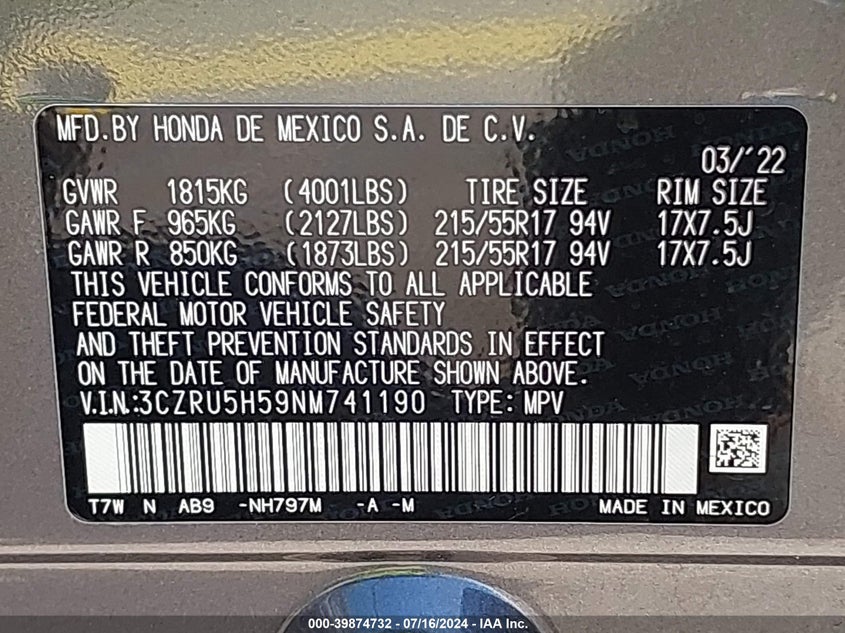 MFD.BY HONDA DE MEXICO S.A. DE C.V.
03/'22
GVWR 1815KG (4001LBS) TIRE SIZE RIM SIZE
GAWR F 965KG (2127LBS) 215/55R17 94V 17X7.5J
GAWR R 850KG (1873LBS) 215/55R17 94V 17X7.5J
THIS VEHICLE CONFORMS TO ALL APPLICABLE
FEDERAL MOTOR VEHICLE SAFETY
AND THEFT PREVENTION STANDARDS IN EFFECT
ON THE DATE OF MANUFACTURE SHOWN ABOVE.
V.I.N.:3CZRU5H59NM741190 TYPE: MPV
T7W N AB9 -NH797M -A -M MADE IN MEXICO
000-39874732 - 07/16/2024 - IAA Inc.